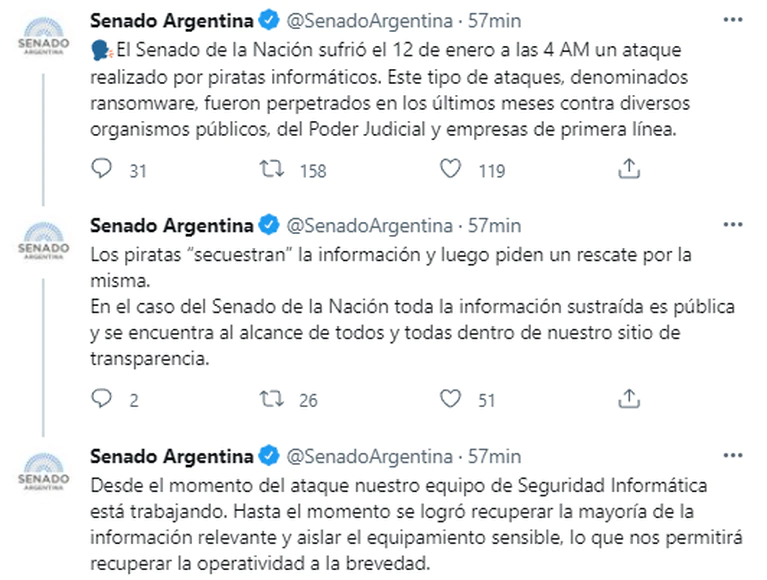 Senado Argentina @SenadoArgentina · 57min
SENADO
ARGENTINA
El Senado de la Nación sufrió el 12 de enero a las 4 AM un ataque
realizado por piratas informáticos. Este tipo de ataques, denominados
ransomware, fueron perpetrados en los últimos meses contra diversos
organismos públicos, del Poder Judicial y empresas de primera línea.
31 158 119
Senado Argentina @SenadoArgentina · 57min
SENADO
ARGENTINA
Los piratas “secuestran” la información y luego piden un rescate por la
misma.
En el caso del Senado de la Nación toda la información sustraída es pública
y se encuentra al alcance de todos y todas dentro de nuestro sitio de
transparencia.
2 26 51
Senado Argentina @SenadoArgentina · 57min
SENADO
ARGENTINA
Desde el momento del ataque nuestro equipo de Seguridad Informática
está trabajando. Hasta el momento se logró recuperar la mayoría de la
información relevante y aislar el equipamiento sensible, lo que nos permitirá
recuperar la operatividad a la brevedad.